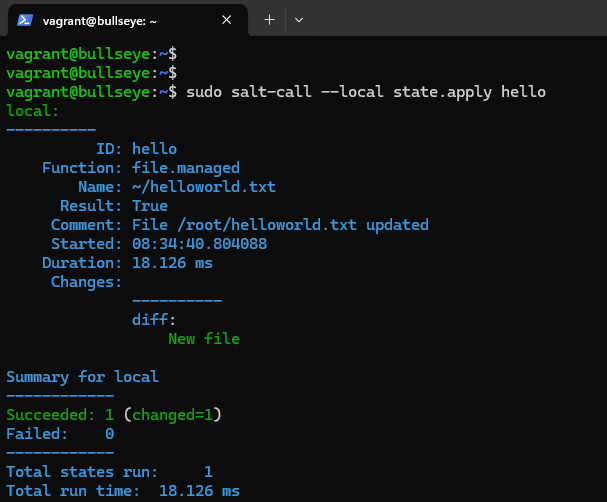 vagrant@bullseye: ~
vagrant@bullseye:~$
vagrant@bullseye:~$
vagrant@bullseye:~$ sudo salt-call --local state.apply hello
local:
----------
          ID: hello
    Function: file.managed
        Name: ~/helloworld.txt
      Result: True
     Comment: File /root/helloworld.txt updated
     Started: 08:34:40.804088
    Duration: 18.126 ms
     Changes:
              ----------
              diff:
                  New file
Summary for local
------------
Succeeded: 1 (changed=1)
Failed:    0
------------
Total states run:     1
Total run time:  18.126 ms